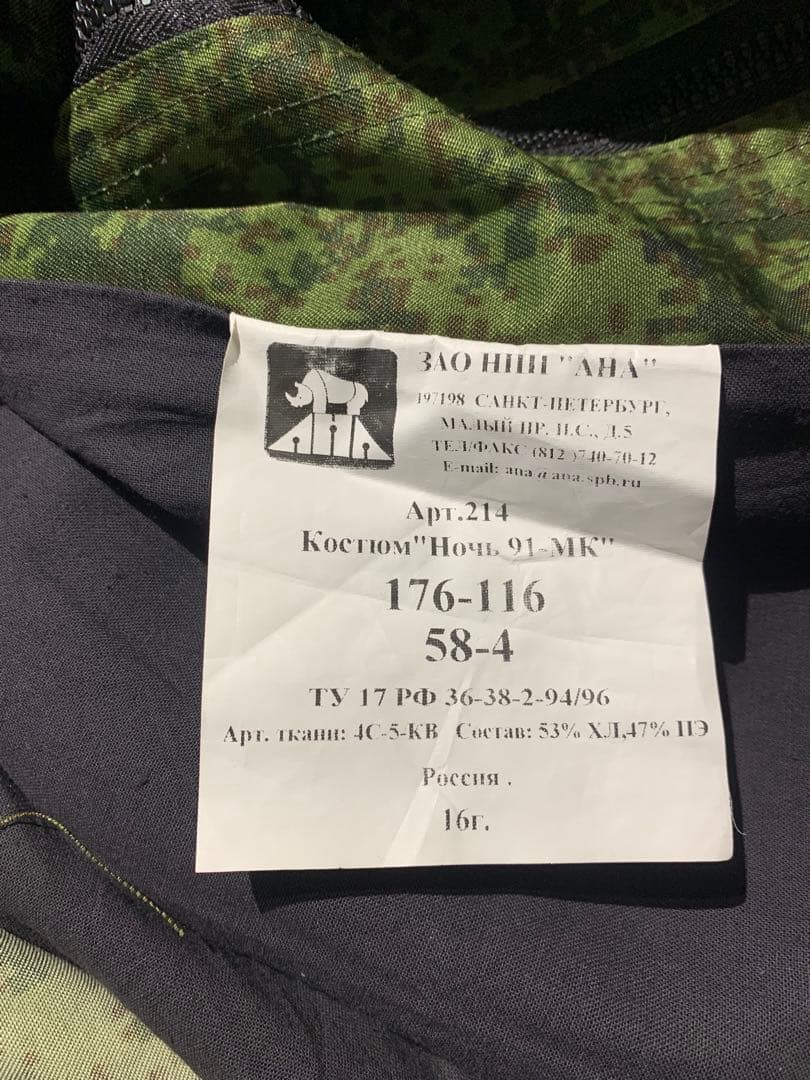 ЗАО НПП "АНА"
197198 САНКТ-ПЕТЕРБУРГ,
МАЛЫЙ ПР. П.С., Д.5
ТЕЛ/ФАКС (812 )740-70-12
E-mail: ana@ana.spb.ru
Арт.214
Костюм"Ночь 91-МК"
176-116
58-4
ТУ 17 РФ 36-38-2-94/96
Арт. ткани: 4С-5-КВ Состав: 53% ХЛ,47% ПЭ
Россия .
16г.